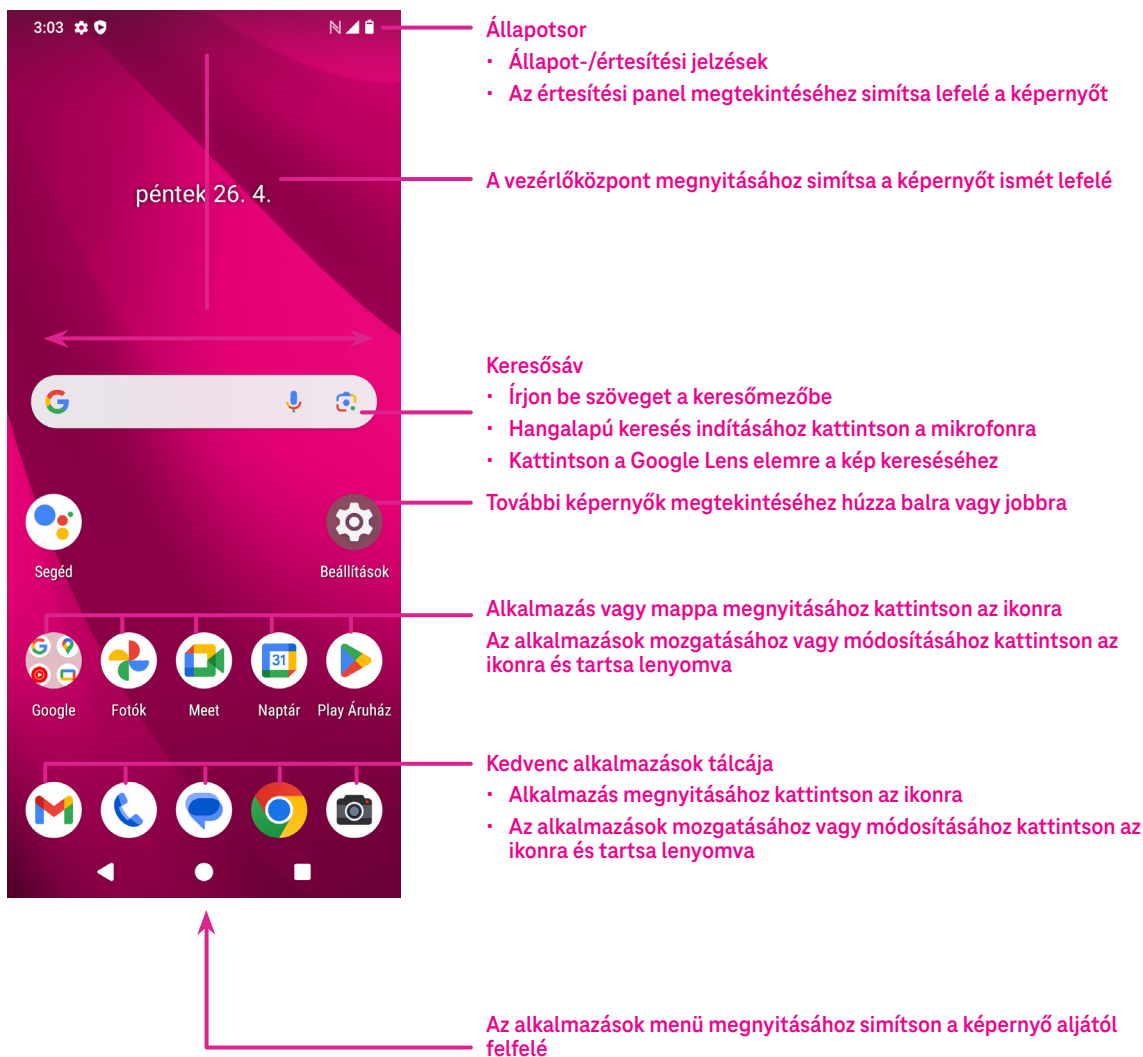 3:03
Állapotsor
· Állapot-/értesítési jelzések
· Az értesítési panel megtekintéséhez simítsa lefelé a képernyőt
péntek 26. 4.
A vezérlőközpont megnyitásához simítsa a képernyőt ismét lefelé
Keresősáv
· Írjon be szöveget a keresőmezőbe
· Hangalapú keresés indításához kattintson a mikrofonra
· Kattintson a Google Lens elemre a kép kereséséhez
További képernyők megtekintéséhez húzza balra vagy jobbra
Segéd
Beállítások
Alkalmazás vagy mappa megnyitásához kattintson az ikonra
Az alkalmazások mozgatásához vagy módosításához kattintson az
ikonra és tartsa lenyomva
31
Google Fotók Meet Naptár Play Áruház
Kedvenc alkalmazások tálcája
· Alkalmazás megnyitásához kattintson az ikonra
· Az alkalmazások mozgatásához vagy módosításához kattintson az
ikonra és tartsa lenyomva
Az alkalmazások menü megnyitásához simítson a képernyő aljától
felfelé